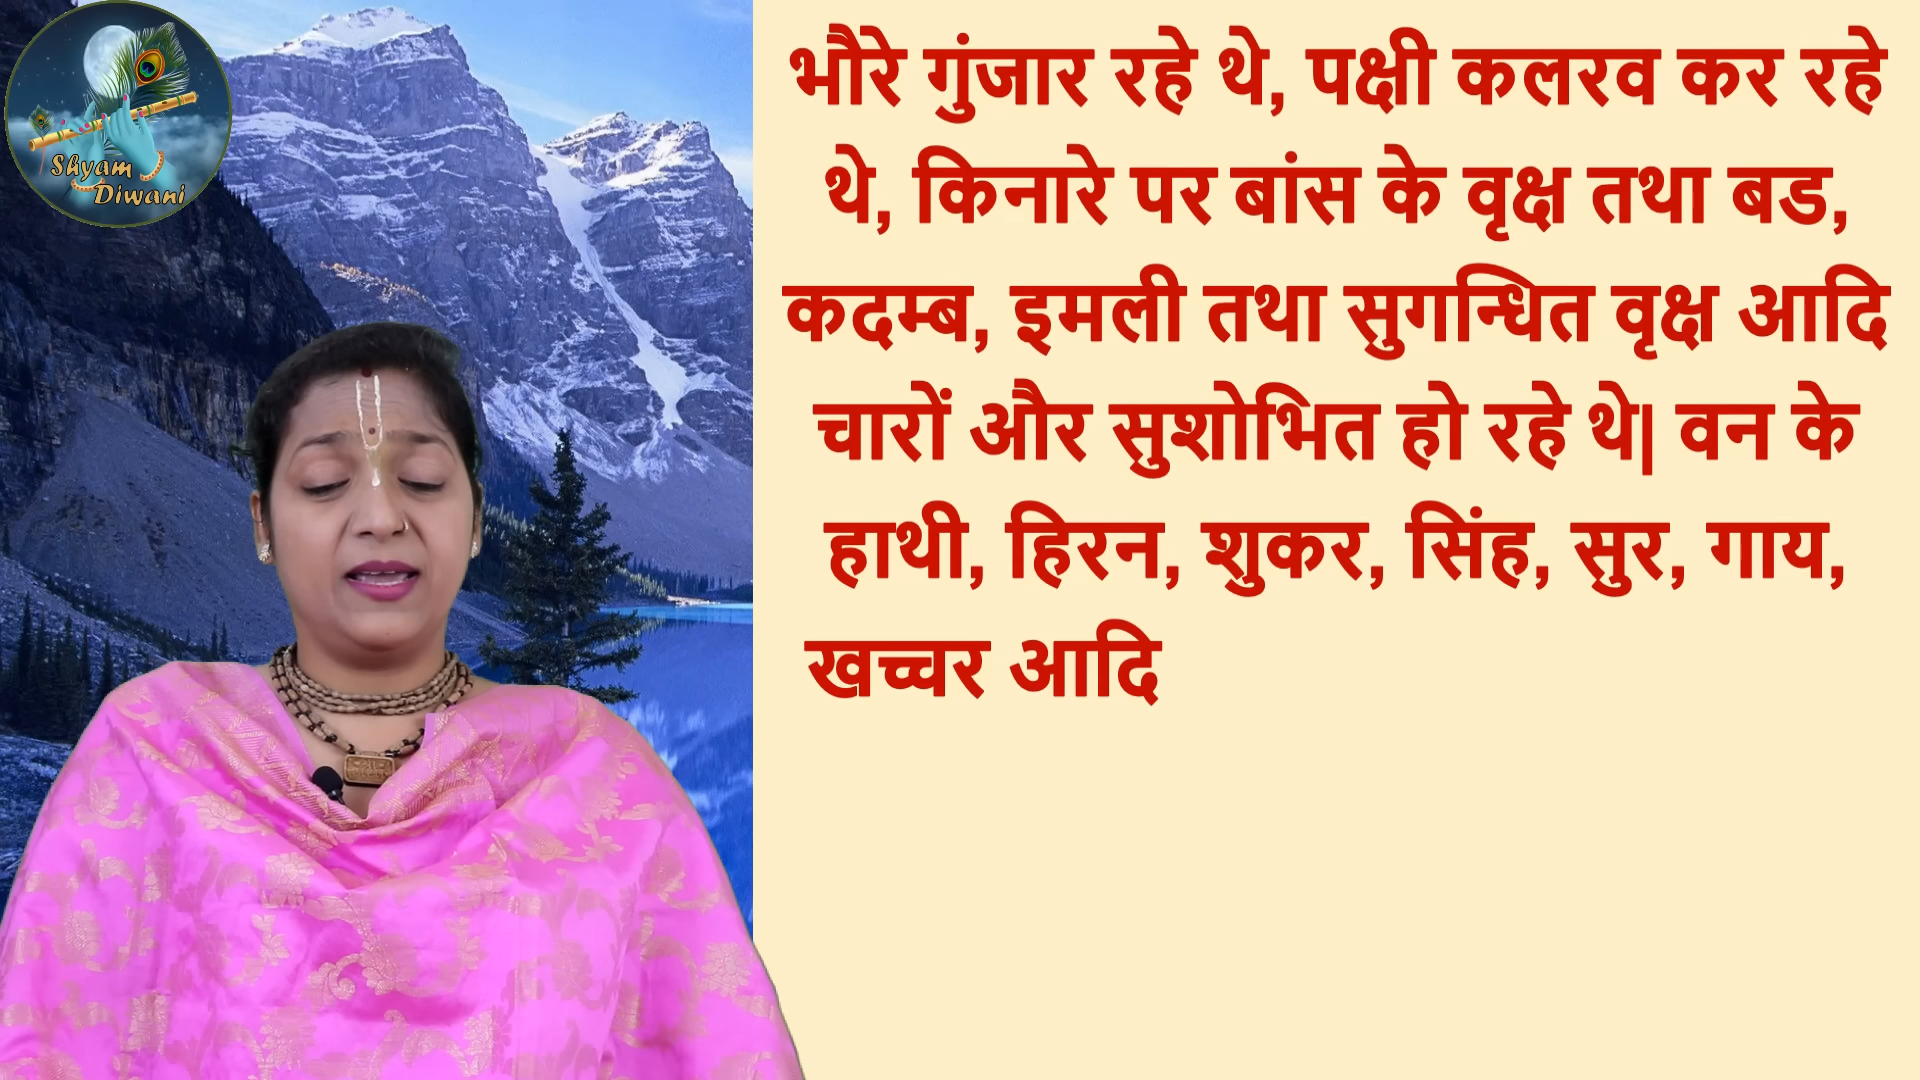 Shyam
Diwani
भौरे गुंजार रहे थे, पक्षी कलरव कर रहे
थे, किनारे पर बांस के वृक्ष तथा बड,
कदम्ब, इमली तथा सुगन्धित वृक्ष आदि
चारों और सुशोभित हो रहे थे| वन के
हाथी, हिरन, शुकर, सिंह, सुर, गाय,
खच्चर आदि